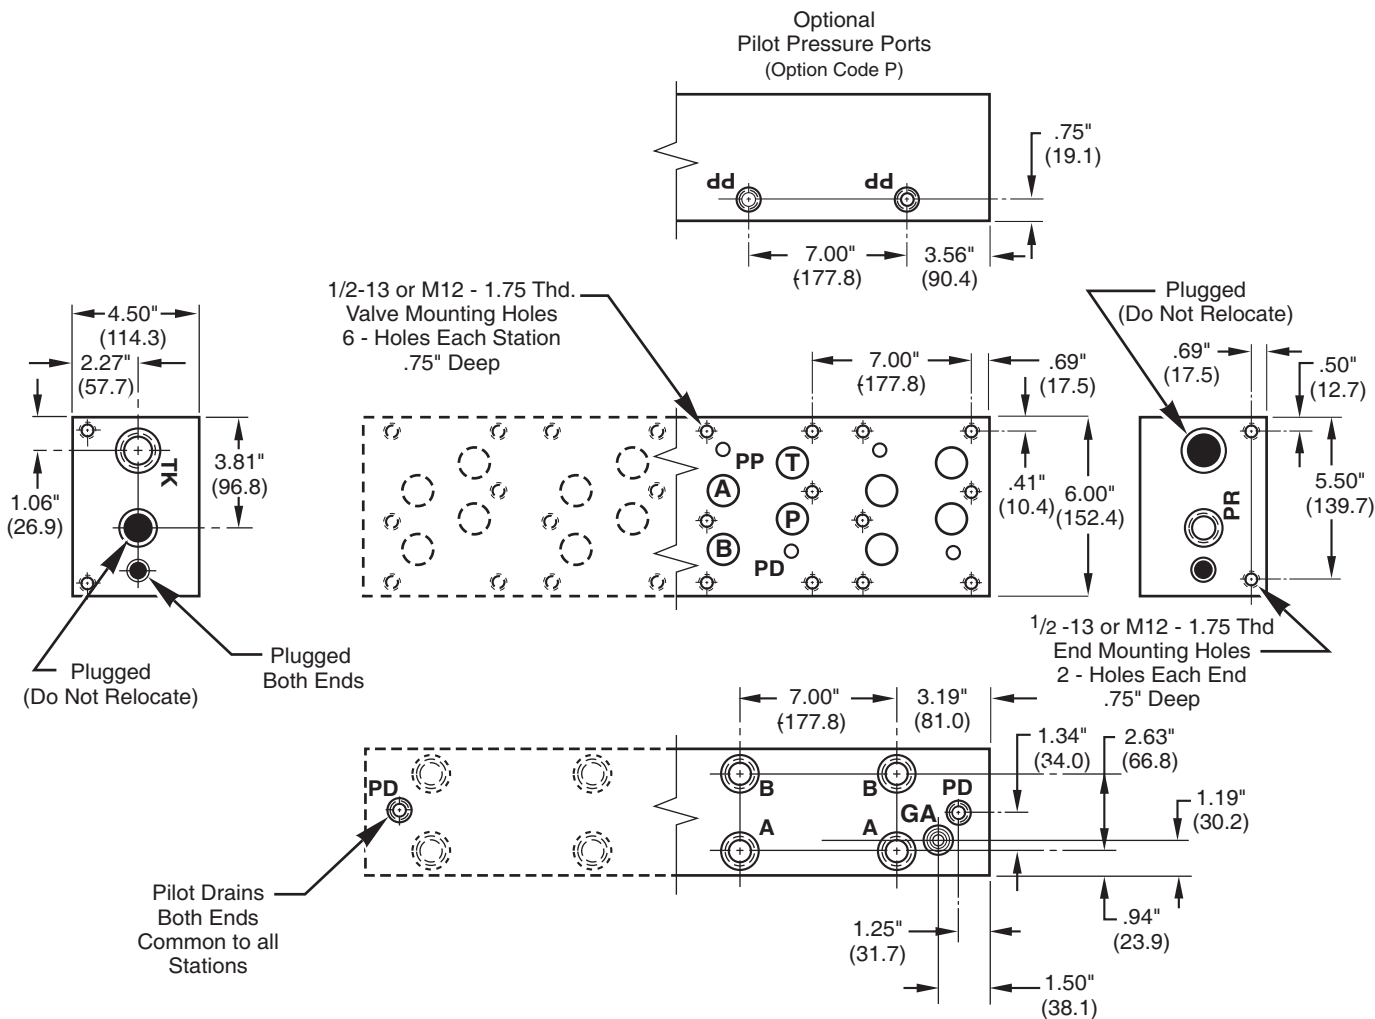 Optional
Pilot Pressure Ports
(Option Code P)
.75"
(19.1)
PP
PP
7.00"
(177.8)
3.56"
(90.4)
1/2-13 or M12 - 1.75 Thd.
Valve Mounting Holes
6 - Holes Each Station
.75" Deep
Plugged
(Do Not Relocate)
4.50"
(114.3)
2.27"
(57.7)
TK
3.81"
(96.8)
1.06"
(26.9)
Plugged
(Do Not Relocate)
Plugged
Both Ends
7.00"
(177.8)
.69"
(17.5)
PP
T
A
P
B
PD
.41"
(10.4)
6.00"
(152.4)
.69"
(17.5)
.50"
(12.7)
PR
5.50"
(139.7)
1/2 -13 or M12 - 1.75 Thd
End Mounting Holes
2 - Holes Each End
.75" Deep
7.00"
(177.8)
3.19"
(81.0)
1.34"
(34.0)
2.63"
(66.8)
1.19"
(30.2)
PD
B
B
PD
GA
A
A
Pilot Drains
Both Ends
Common to all
Stations
1.25"
(31.7)
.94"
(23.9)
1.50"
(38.1)